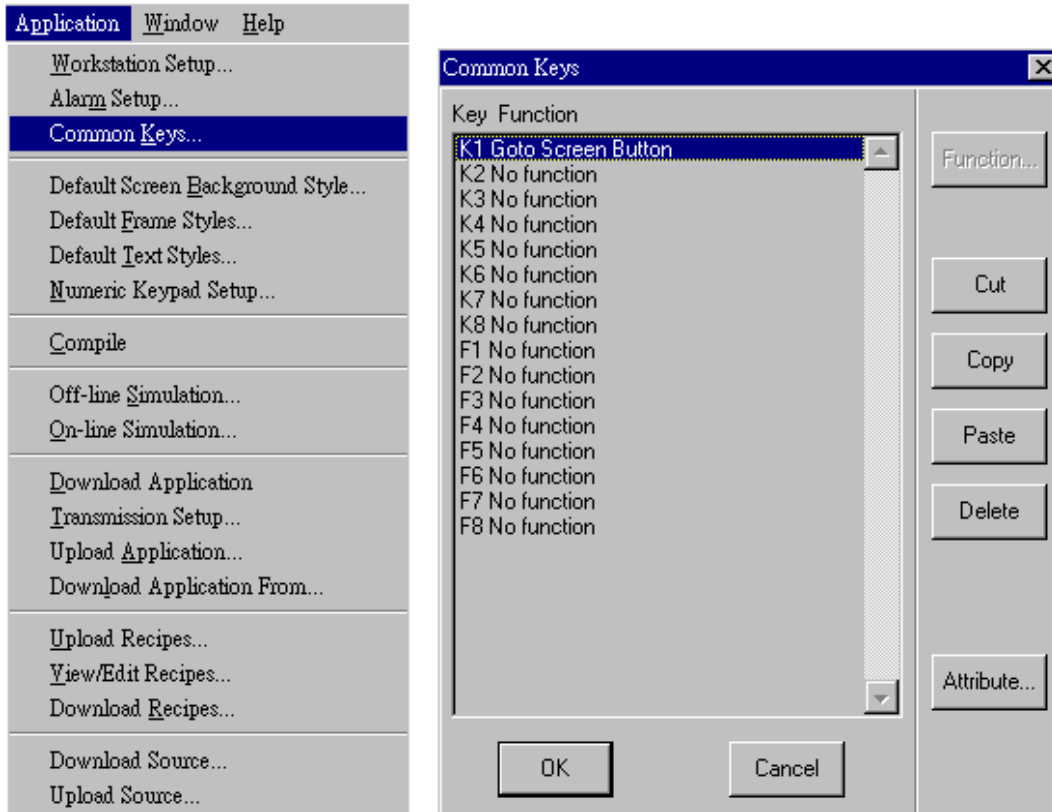 Application Window Help
Workstation Setup...
Alarm Setup...
Common Keys...
Default Screen Background Style...
Default Frame Styles...
Default Text Styles...
Numeric Keypad Setup...
Compile
Off-line Simulation...
On-line Simulation...
Download Application
Transmission Setup...
Upload Application...
Download Application From...
Upload Recipes...
View/Edit Recipes...
Download Recipes...
Download Source...
Upload Source...
Common Keys
Key Function
K1 Goto Screen Button
K2 No function
K3 No function
K4 No function
K5 No function
K6 No function
K7 No function
K8 No function
F1 No function
F2 No function
F3 No function
F4 No function
F5 No function
F6 No function
F7 No function
F8 No function
Function...
Cut
Copy
Paste
Delete
Attribute...
OK
Cancel